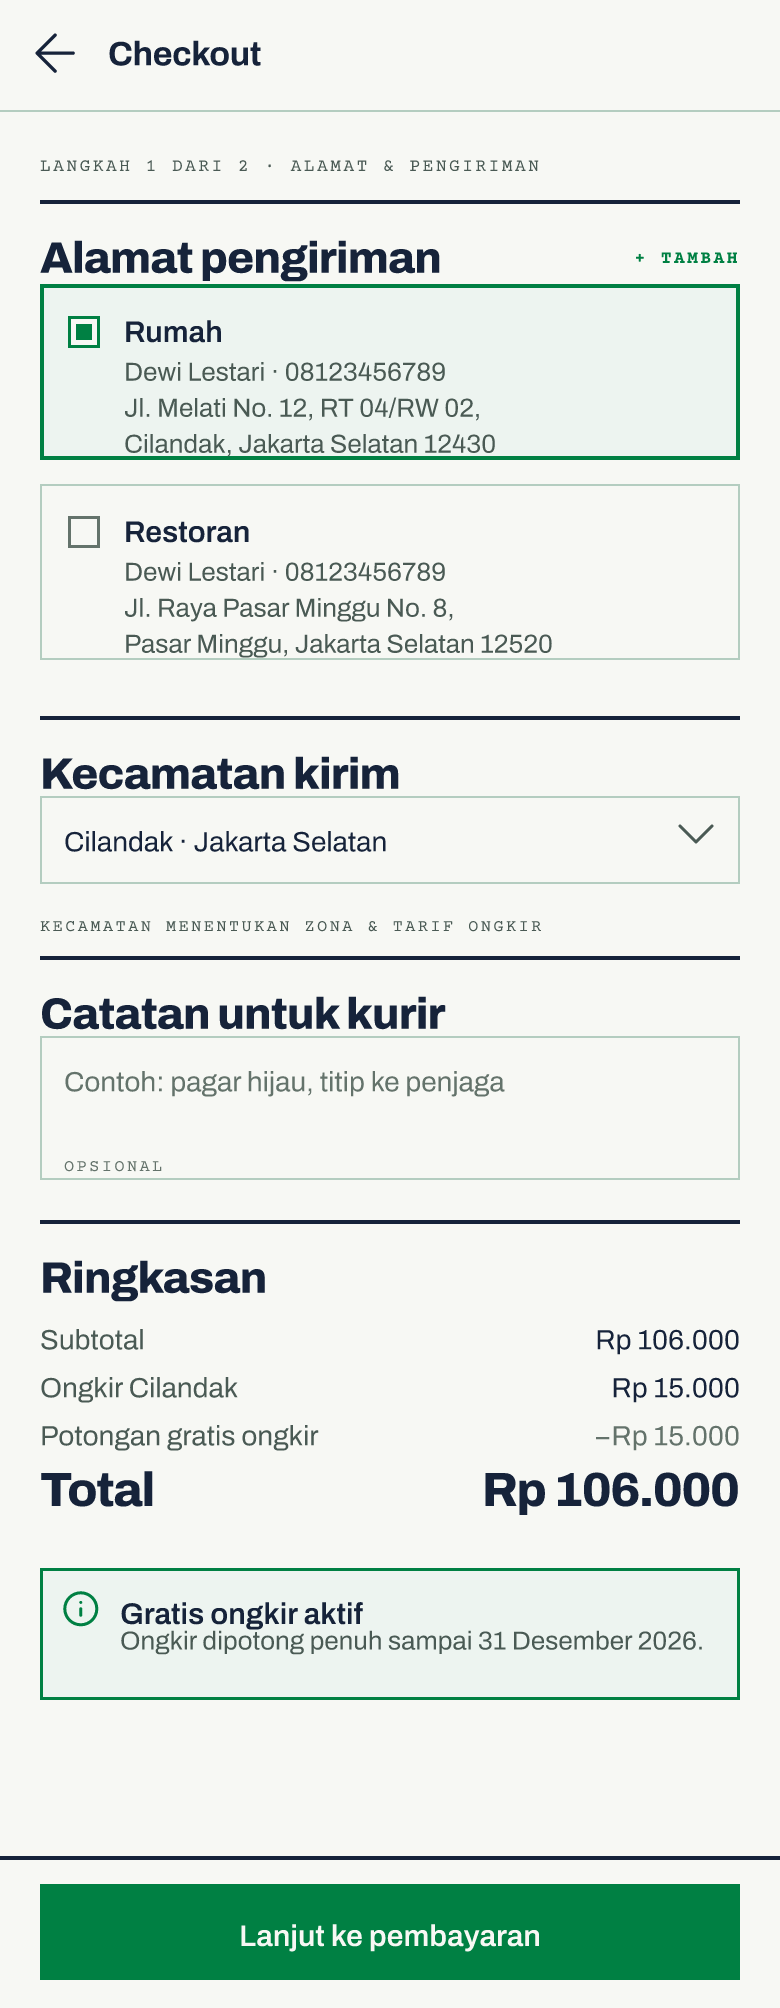 Checkout
LANGKAH 1 DARI 2 · ALAMAT & PENGIRIMAN
Alamat pengiriman
+ TAMBAH
Rumah
Dewi Lestari · 08123456789
Jl. Melati No. 12, RT 04/RW 02,
Cilandak, Jakarta Selatan 12430
Restoran
Dewi Lestari · 08123456789
Jl. Raya Pasar Minggu No. 8,
Pasar Minggu, Jakarta Selatan 12520
Kecamatan kirim
Cilandak · Jakarta Selatan
KECAMATAN MENENTUKAN ZONA & TARIF ONGKIR
Catatan untuk kurir
Contoh: pagar hijau, titip ke penjaga
OPSIONAL
Ringkasan
Subtotal Rp 106.000
Ongkir Cilandak Rp 15.000
Potongan gratis ongkir −Rp 15.000
Total Rp 106.000
Gratis ongkir aktif
Ongkir dipotong penuh sampai 31 Desember 2026.
Lanjut ke pembayaran